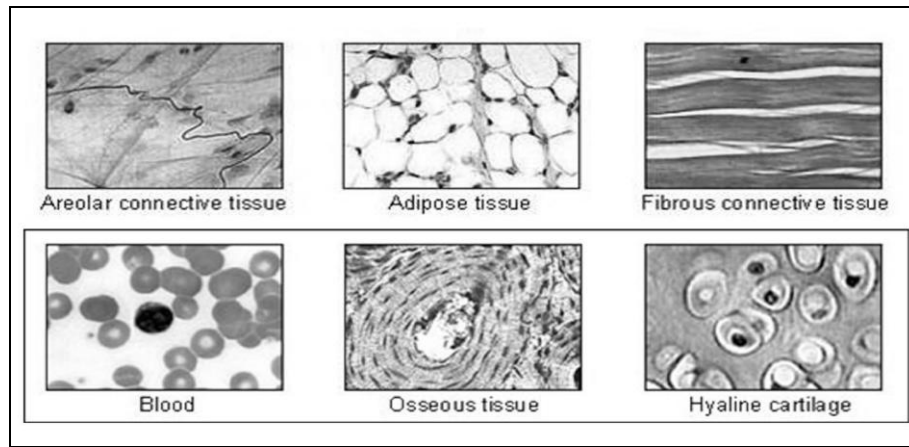 Areolar connective tissue
Adipose tissue
Fibrous connective tissue
Blood
Osseous tissue
Hyaline cartilage